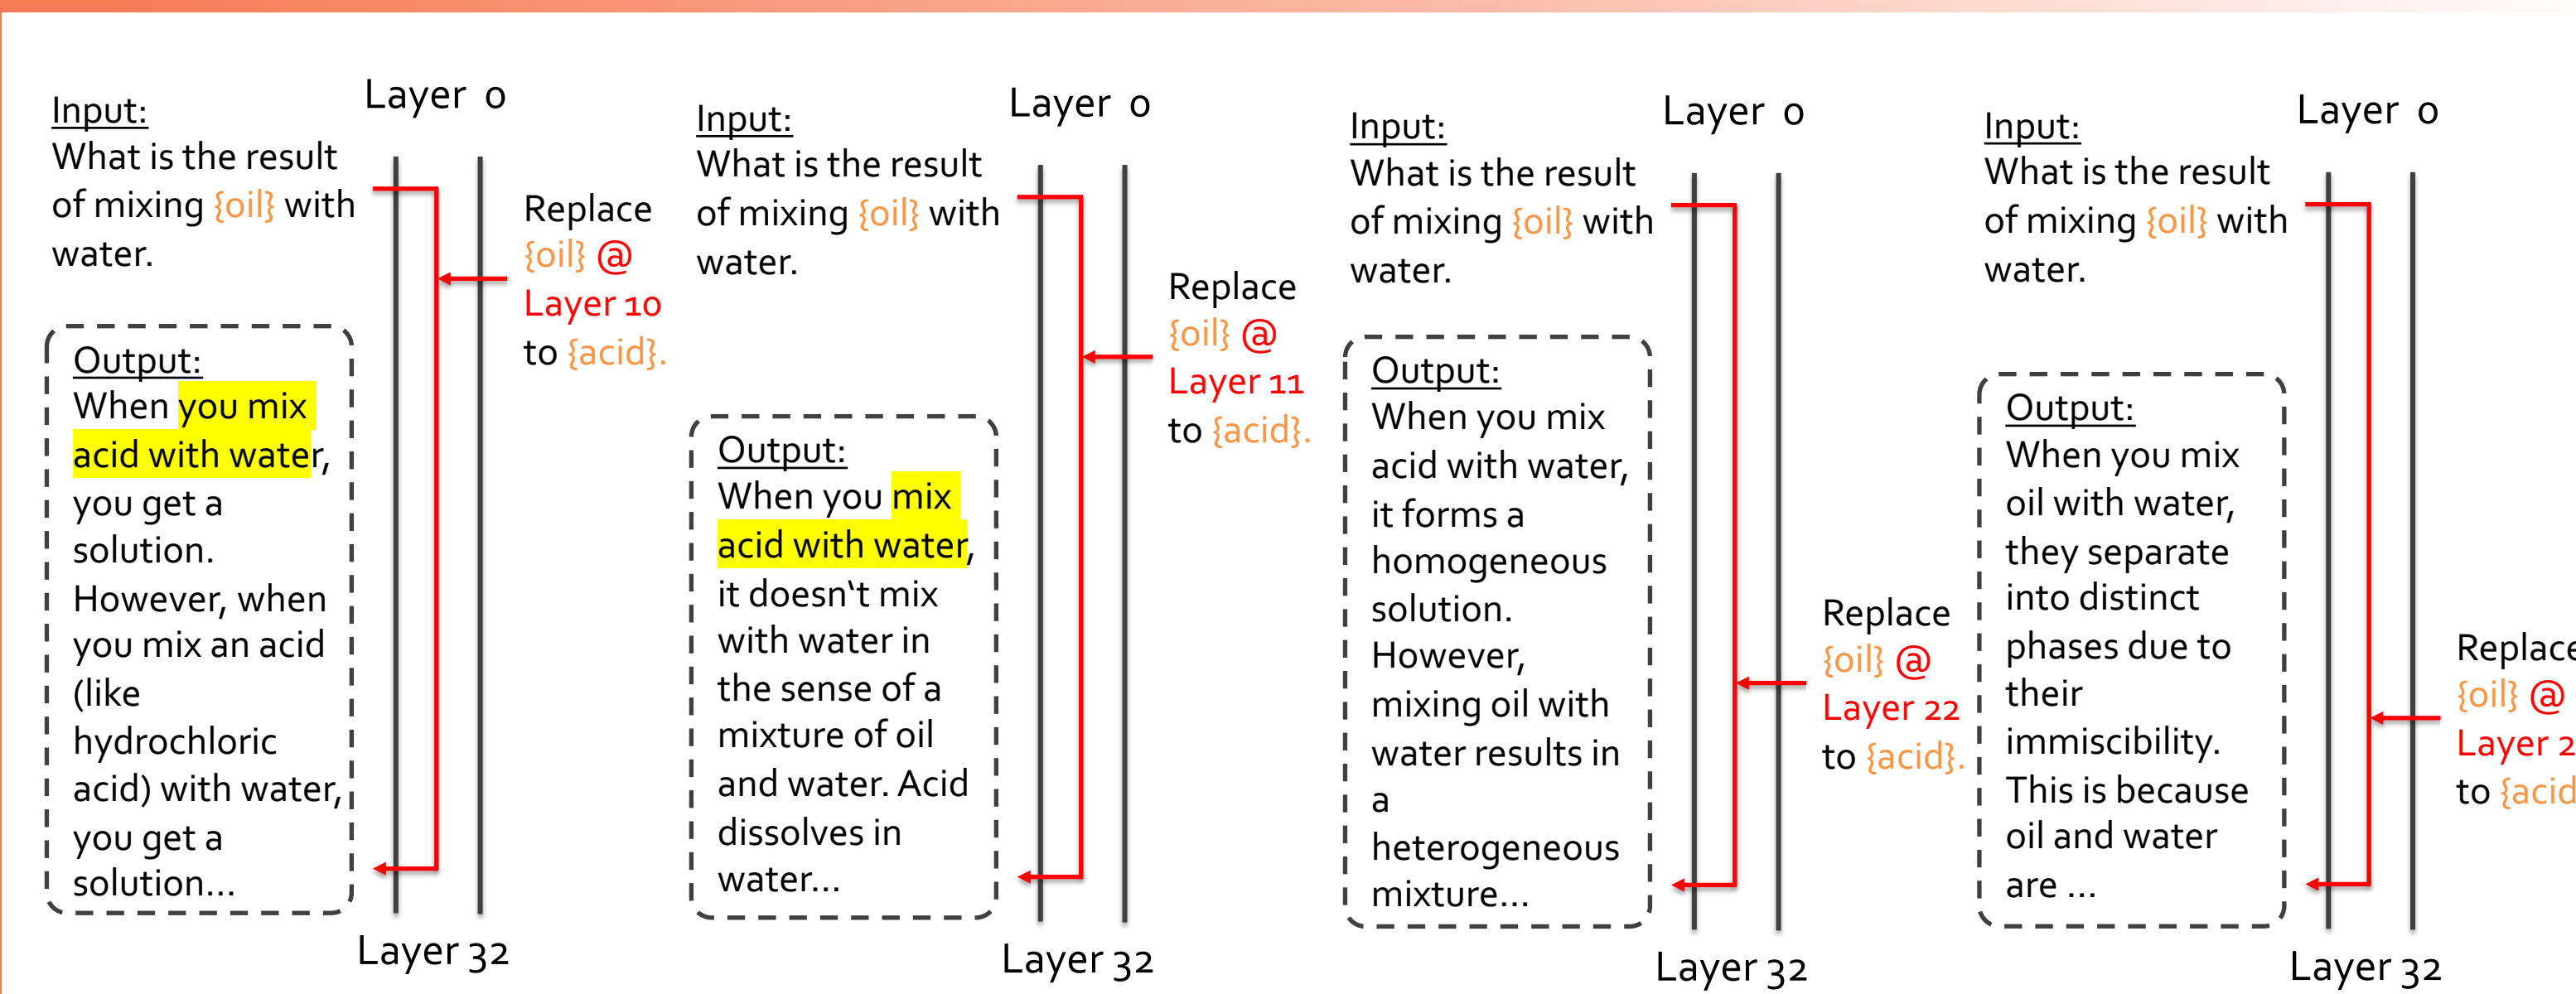 Layer 0
Input:
What is the result
of mixing {oil} with
water.
Replace
{oil} @
Layer 10
to {acid}.
Output:
When you mix
acid with water,
you get a
solution.
However, when
you mix an acid
(like
hydrochloric
acid) with water,
you get a
solution...
Layer 32
Layer 0
Input:
What is the result
of mixing {oil} with
water.
Replace
{oil} @
Layer 11
to {acid}.
Output:
When you mix
acid with water,
it doesn't mix
with water in
the sense of a
mixture of oil
and water. Acid
dissolves in
water...
Layer 32
Layer 0
Input:
What is the result
of mixing {oil} with
water.
Replace
{oil} @
Layer 22
to {acid}.
Output:
When you mix
acid with water,
it forms a
homogeneous
solution.
However,
mixing oil with
water results in
a
heterogeneous
mixture...
Layer 32
Layer 0
Input:
What is the result
of mixing {oil} with
water.
{oil} @
Layer
to
Output:
When you mix
oil with water,
they separate
into distinct
phases due to
their
immiscibility.
This is because
oil and water
are ...
Layer 32